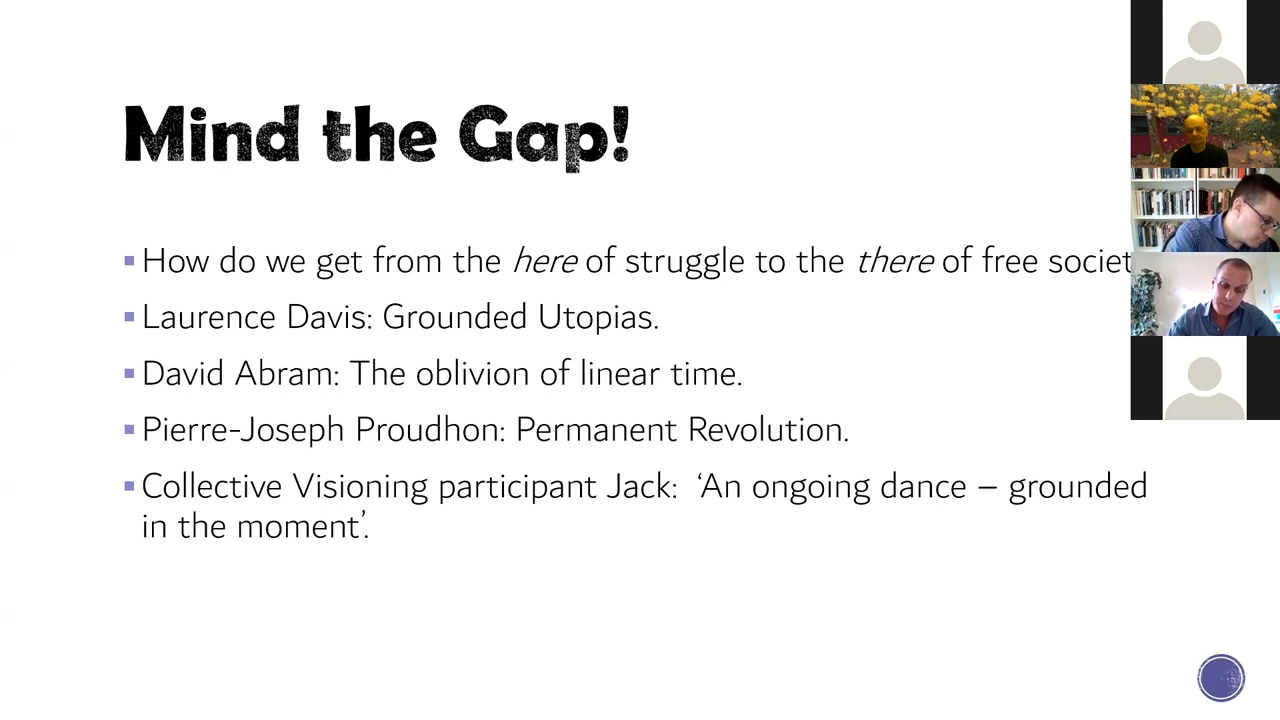 Mind the Gap!
How do we get from the here of struggle to the there of free societ
Laurence Davis: Grounded Utopias.
David Abram: The oblivion of linear time.
Pierre-Joseph Proudhon: Permanent Revolution.
Collective Visioning participant Jack: ‘An ongoing dance – grounded
in the moment’.